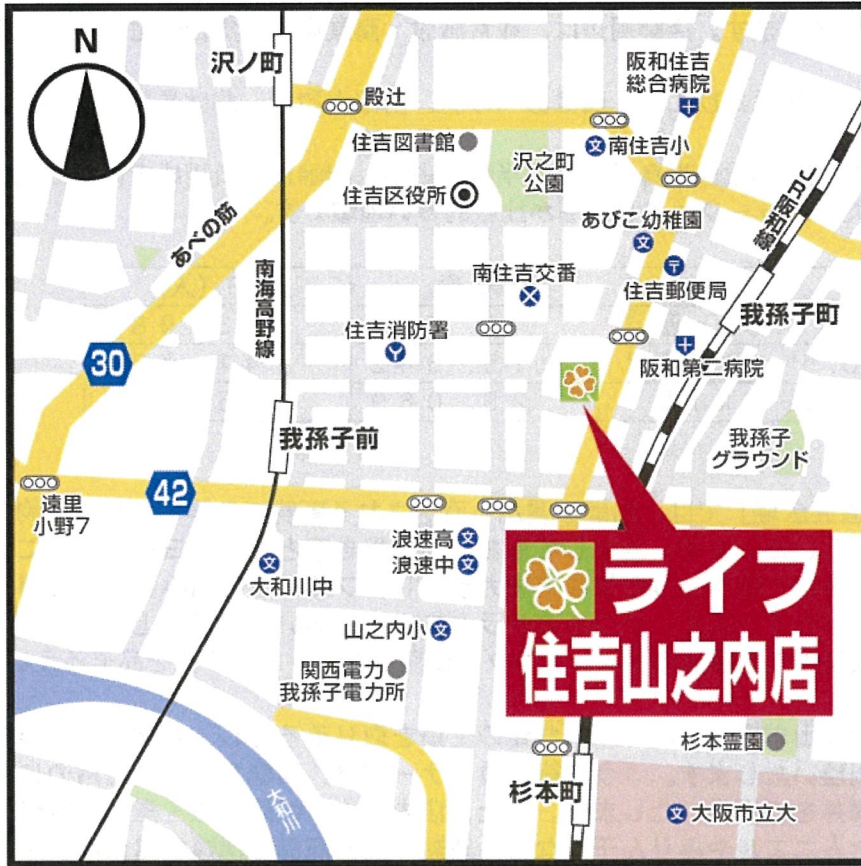 N
沢ノ町
阪和住吉
総合病院
殿辻
住吉図書館
沢之町
公園
南住吉小
住吉区役所
JR阪和線
あべの筋
あびこ幼稚園
南海高野線
南住吉交番
住吉郵便局
我孫子町
住吉消防署
30
阪和第二病院
我孫子前
我孫子
グラウンド
42
遠里
小野7
浪速高
浪速中
大和川中
ライフ
住吉山之内店
山之内小
関西電力
我孫子電力所
杉本霊園
大和川
杉本町
大阪市立大